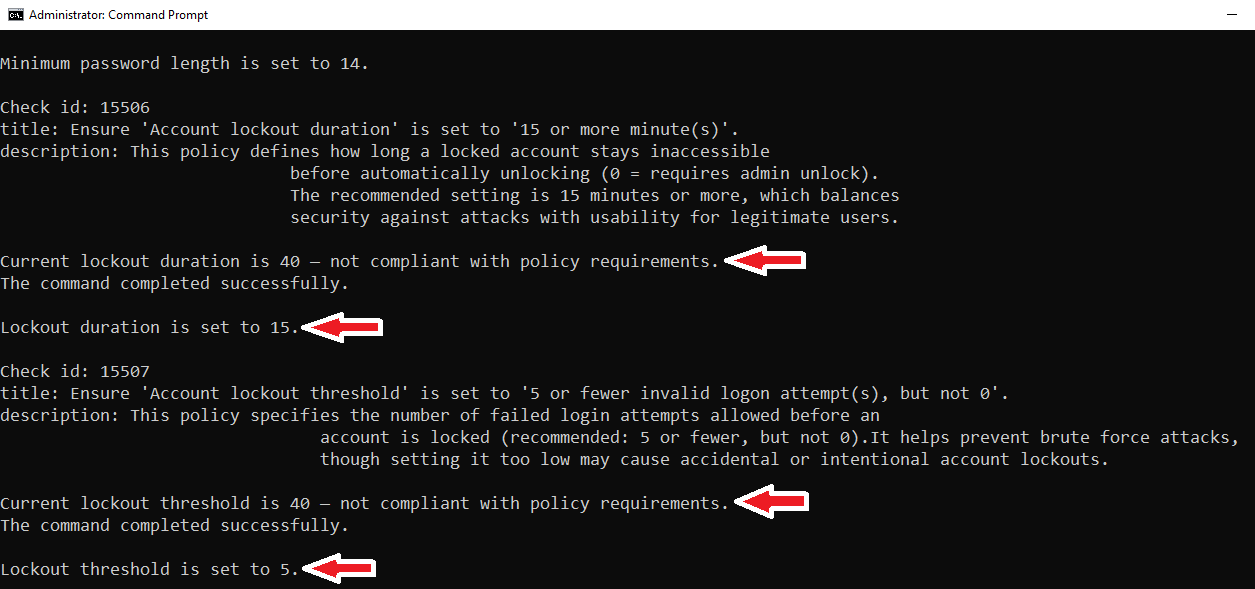 Administrator: Command Prompt
Minimum password length is set to 14.
Check id: 15506
title: Ensure 'Account lockout duration' is set to '15 or more minute(s)'.
description: This policy defines how long a locked account stays inaccessible
before automatically unlocking (0 = requires admin unlock).
The recommended setting is 15 minutes or more, which balances
security against attacks with usability for legitimate users.
Current lockout duration is 40 — not compliant with policy requirements.
The command completed successfully.
Lockout duration is set to 15.
Check id: 15507
title: Ensure 'Account lockout threshold' is set to '5 or fewer invalid logon attempt(s), but not 0'.
description: This policy specifies the number of failed login attempts allowed before an
account is locked (recommended: 5 or fewer, but not 0).It helps prevent brute force attacks,
though setting it too low may cause accidental or intentional account lockouts.
Current lockout threshold is 40 — not compliant with policy requirements.
The command completed successfully.
Lockout threshold is set to 5.